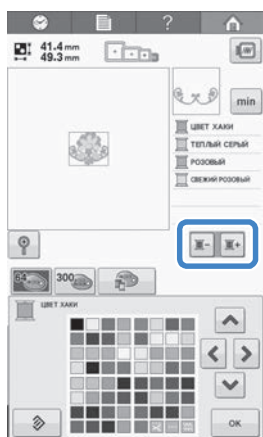 ?
41.4 mm
49.3 mm
min
ЦВЕТ ХАКИ
ТЕПЛЫЙ СЕРЫЙ
РОЗОВЫЙ
СВЕЖИЙ РОЗОВЫЙ
- +
64 300
ЦВЕТ ХАКИ
OK